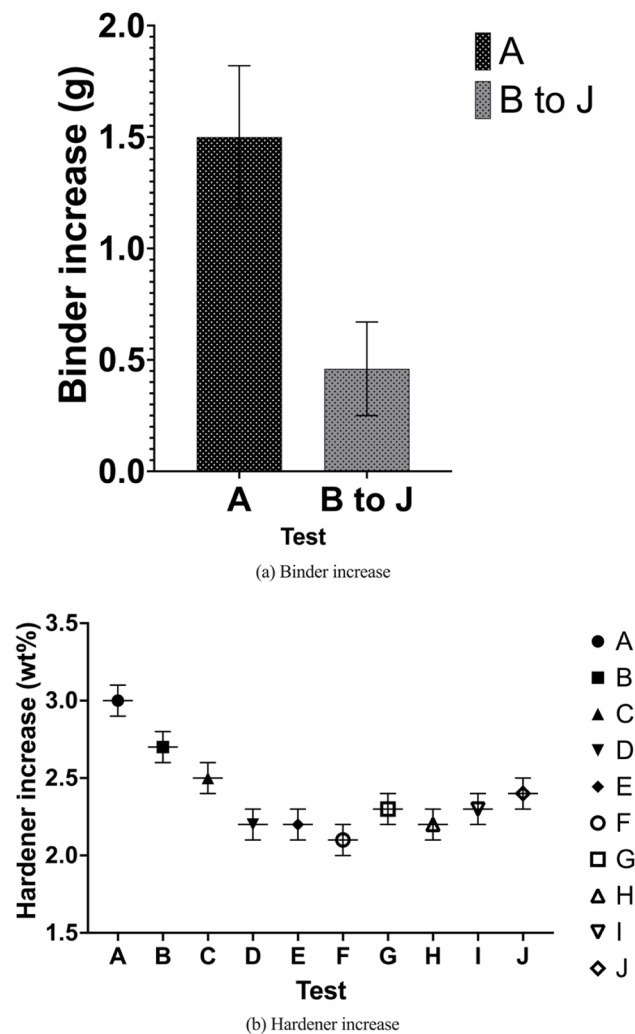 2.0
1.5
1.0
0.5
0.0
Binder increase (g)
A
B to J
A B to J
Test
(a) Binder increase
3.5
3.0
2.5
2.0
1.5
Hardener increase (wt%)
A B C D E F G H I J
Test
A
B
C
D
E
F
G
H
I
J
(b) Hardener increase